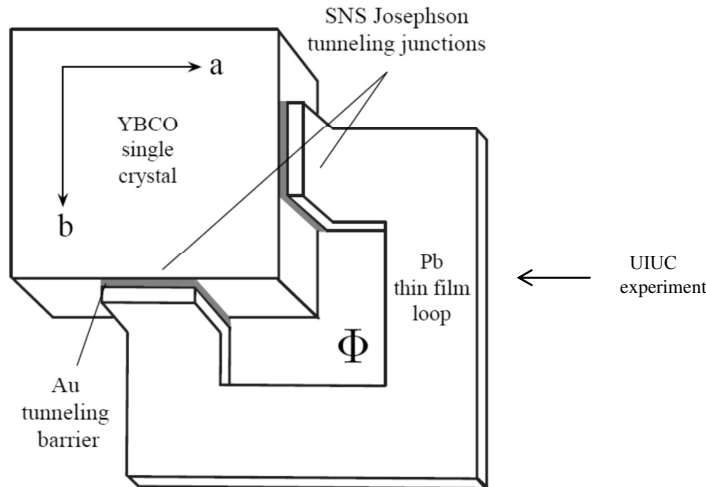 SNS Josephson
tunneling junctions
a
YBCO
single
crystal
b
Pb
thin film
loop
UIUC
experiment
Φ
Au
tunneling
barrier